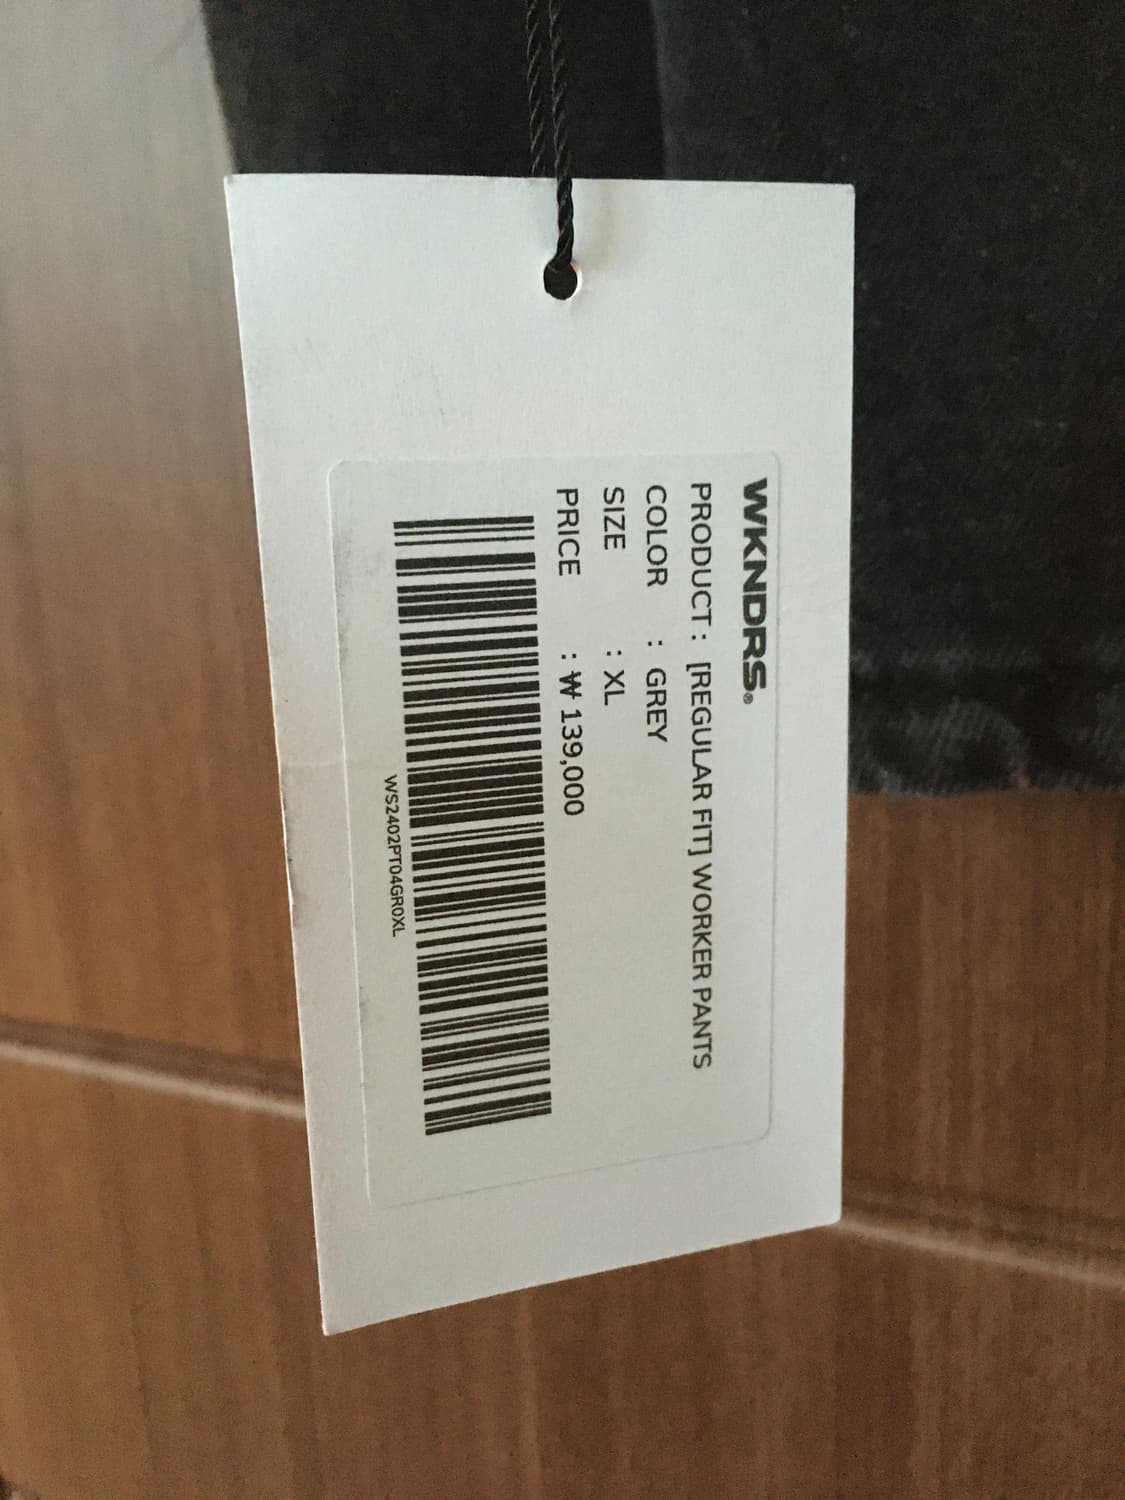 WKNDRS®
PRODUCT : [REGULAR FIT] WORKER PANTS
COLOR : GREY
SIZE : XL
PRICE : ₩ 139,000
WS2402PT04GR0XL